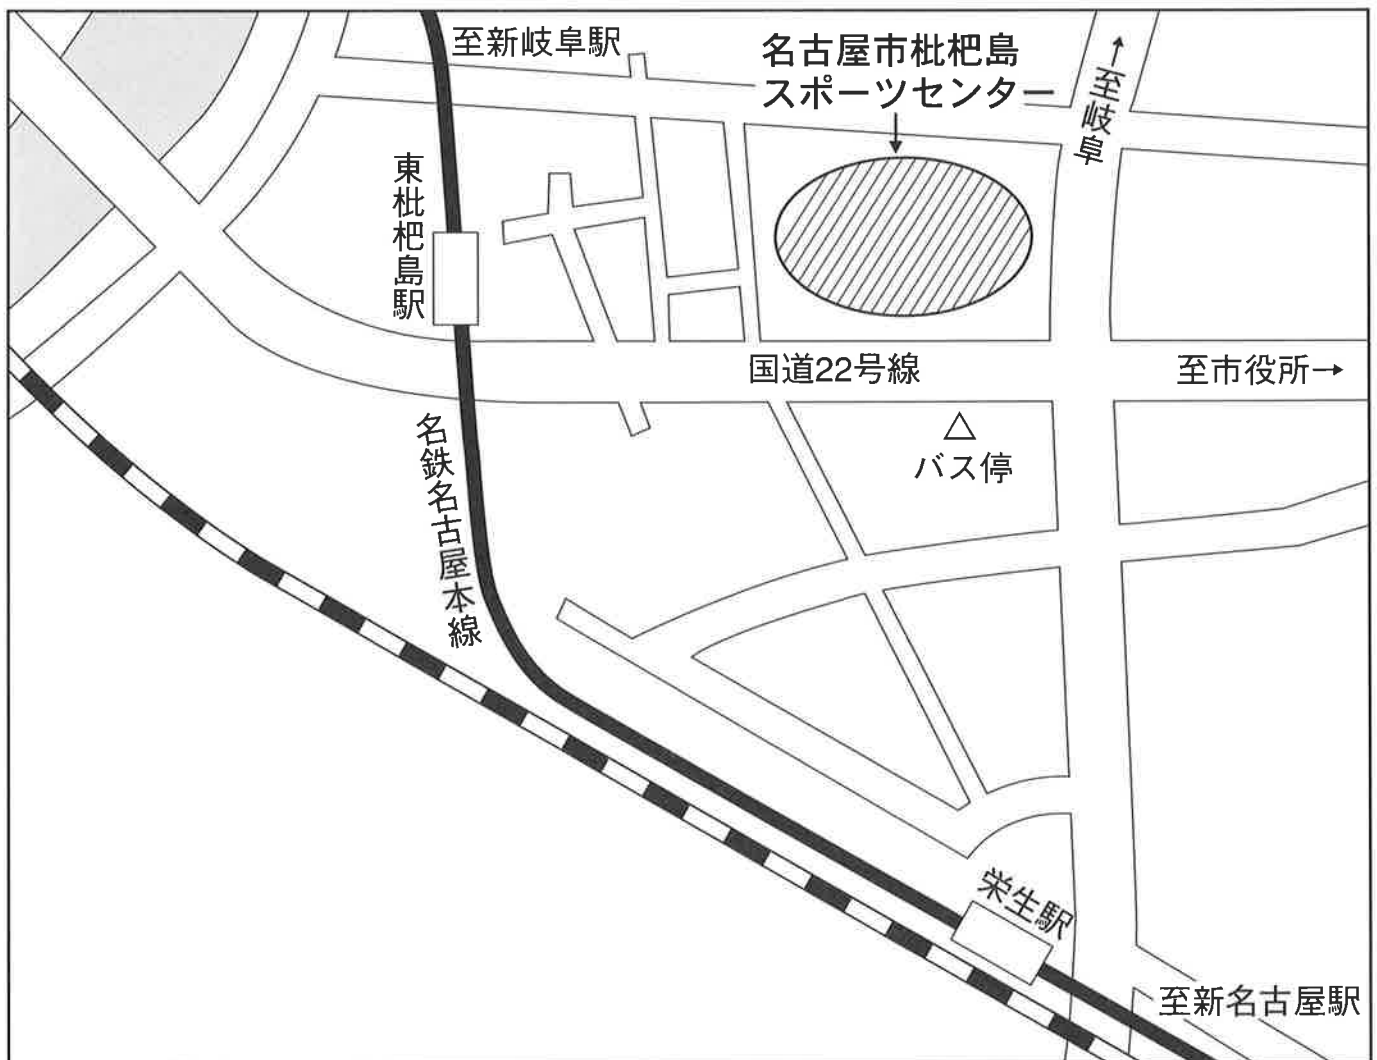 至新岐阜駅
名古屋市枇杷島
スポーツセンター
↑至岐阜
東枇杷島駅
国道22号線
至市役所→
△
バス停
名鉄名古屋本線
栄生駅
至新名古屋駅